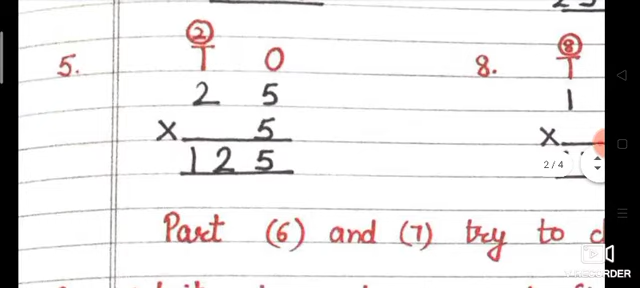 ② ⑧
5. T O 8. T
2 5 1
× 5 ×
1 2 5
2/4
Part (6) and (7) try to
RECORDER